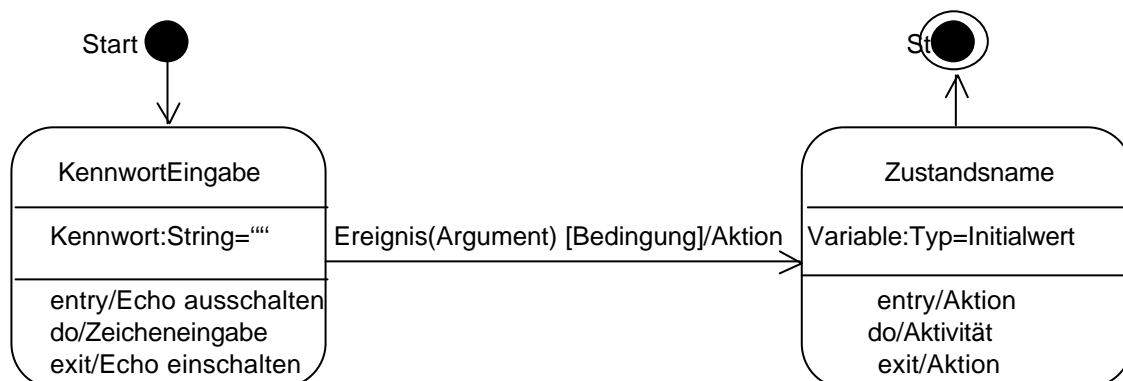 Start
St
KennwortEingabe
Zustandsname
Kennwort:String=““
Ereignis(Argument) [Bedingung]/Aktion
Variable:Typ=Initialwert
entry/Echo ausschalten
do/Zeicheneingabe
exit/Echo einschalten
entry/Aktion
do/Aktivität
exit/Aktion